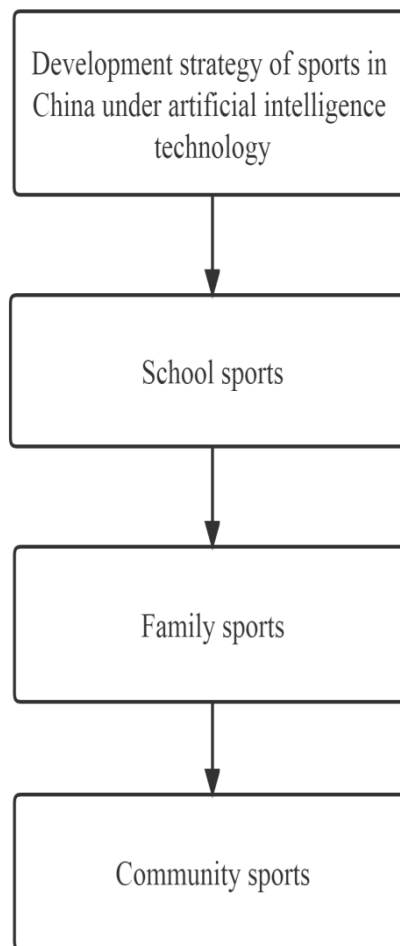 Development strategy of sports in
China under artificial intelligence
technology
School sports
Family sports
Community sports